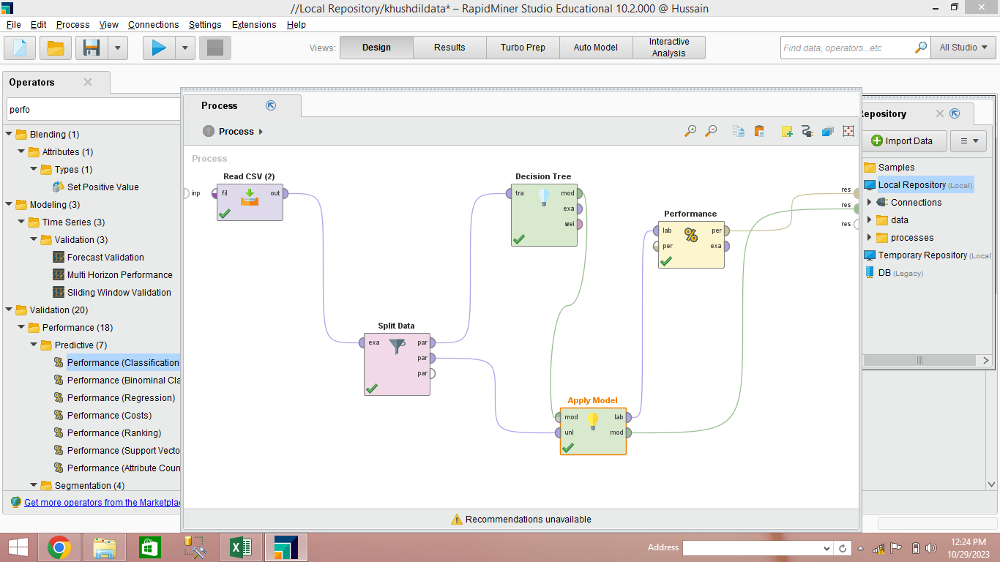 //Local Repository/khushdildata* – RapidMiner Studio Educational 10.2.000 @ Hussain
File Edit Process View Connections Settings Extensions Help
Views: Design Results Turbo Prep Auto Model Interactive Analysis
Find data, operators...etc
All Studio
Operators
perfo
Blending (1)
Attributes (1)
Types (1)
Set Positive Value
Modeling (3)
Time Series (3)
Validation (3)
Forecast Validation
Multi Horizon Performance
Sliding Window Validation
Validation (20)
Performance (18)
Predictive (7)
Performance (Classification
Performance (Binominal Cla
Performance (Regression)
Performance (Costs)
Performance (Ranking)
Performance (Support Vecto
Performance (Attribute Coun
Segmentation (4)
Get more operators from the Marketplac
Process
Process
Process
inp
Read CSV (2)
fil out
Split Data
exa par
par
par
Decision Tree
tra mod
exa
wei
Apply Model
mod lab
unl mod
Performance
lab per
per exa
res
res
res
Recommendations unavailable
Repository
Import Data
Samples
Local Repository (Local)
Connections
data
processes
Temporary Repository (Local
DB (Legacy)
Address
12:24 PM
10/29/2023